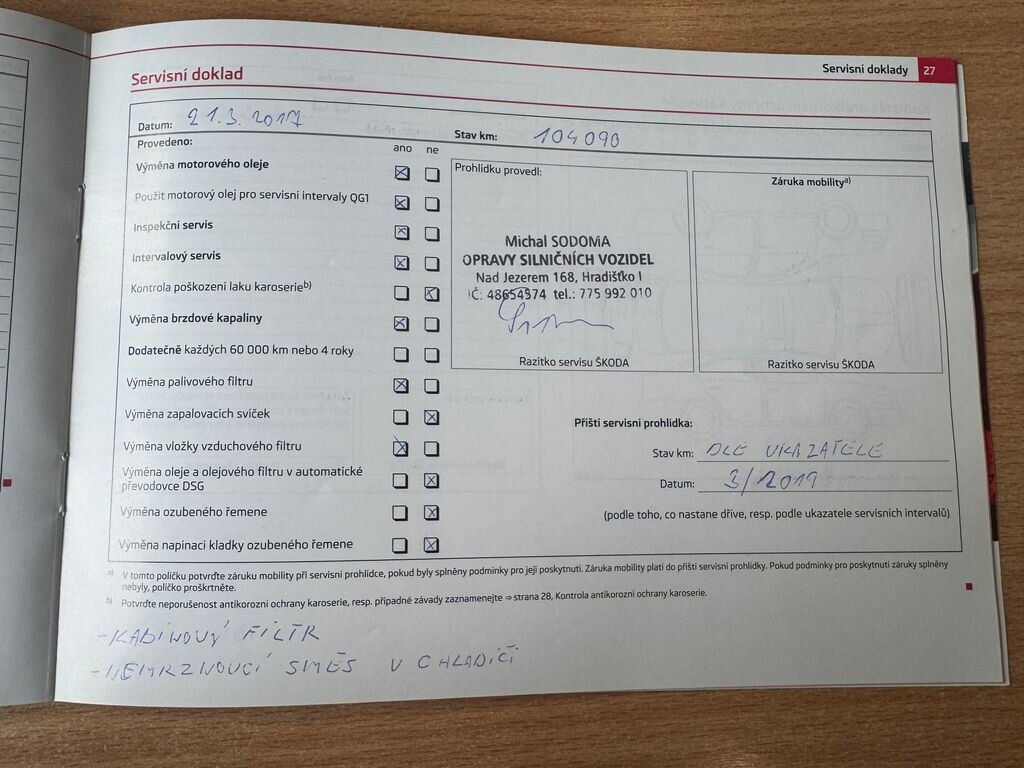 Servisní doklady 27
Servisní doklad
Datum: 21.3.2017
Stav km: 104090
Provedeno:
ano ne
Výměna motorového oleje
Použit motorový olej pro servisní intervaly QG1
Inspekční servis
Intervalový servis
Kontrola poškození laku karoserie b)
Výměna brzdové kapaliny
Dodatečně každých 60 000 km nebo 4 roky
Výměna palivového filtru
Výměna zapalovacích svíček
Výměna vložky vzduchového filtru
Výměna oleje a olejového filtru v automatické
převodovce DSG
Výměna ozubeného řemene
Výměna napínací kladky ozubeného řemene
Prohlídku provedl:
Michal SODOMA
OPRAVY SILNIČNÍCH VOZIDEL
Nad Jezerem 168, Hradišťko I
IČ: 48654974 tel.: 775 992 010
Razítko servisu ŠKODA
Záruka mobility a)
Razítko servisu ŠKODA
Příští servisní prohlídka:
Stav km: DLE UKAZATELE
Datum: 3/2019
(podle toho, co nastane dříve, resp. podle ukazatele servisních intervalů)
a) V tomto políčku potvrďte záruku mobility při servisní prohlídce, pokud byly splněny podmínky pro její poskytnutí. Záruka mobility platí do příští servisní prohlídky. Pokud podmínky pro poskytnutí záruky splněny
nebyly, políčko proškrtněte.
b) Potvrďte neporušenost antikorozní ochrany karoserie, resp. případné závady zaznamenejte ⇒ strana 28, Kontrola antikorozní ochrany karoserie.
- KABINOVÝ FILTR
- NEMRZNOUCÍ SMĚS V CHLADIČI